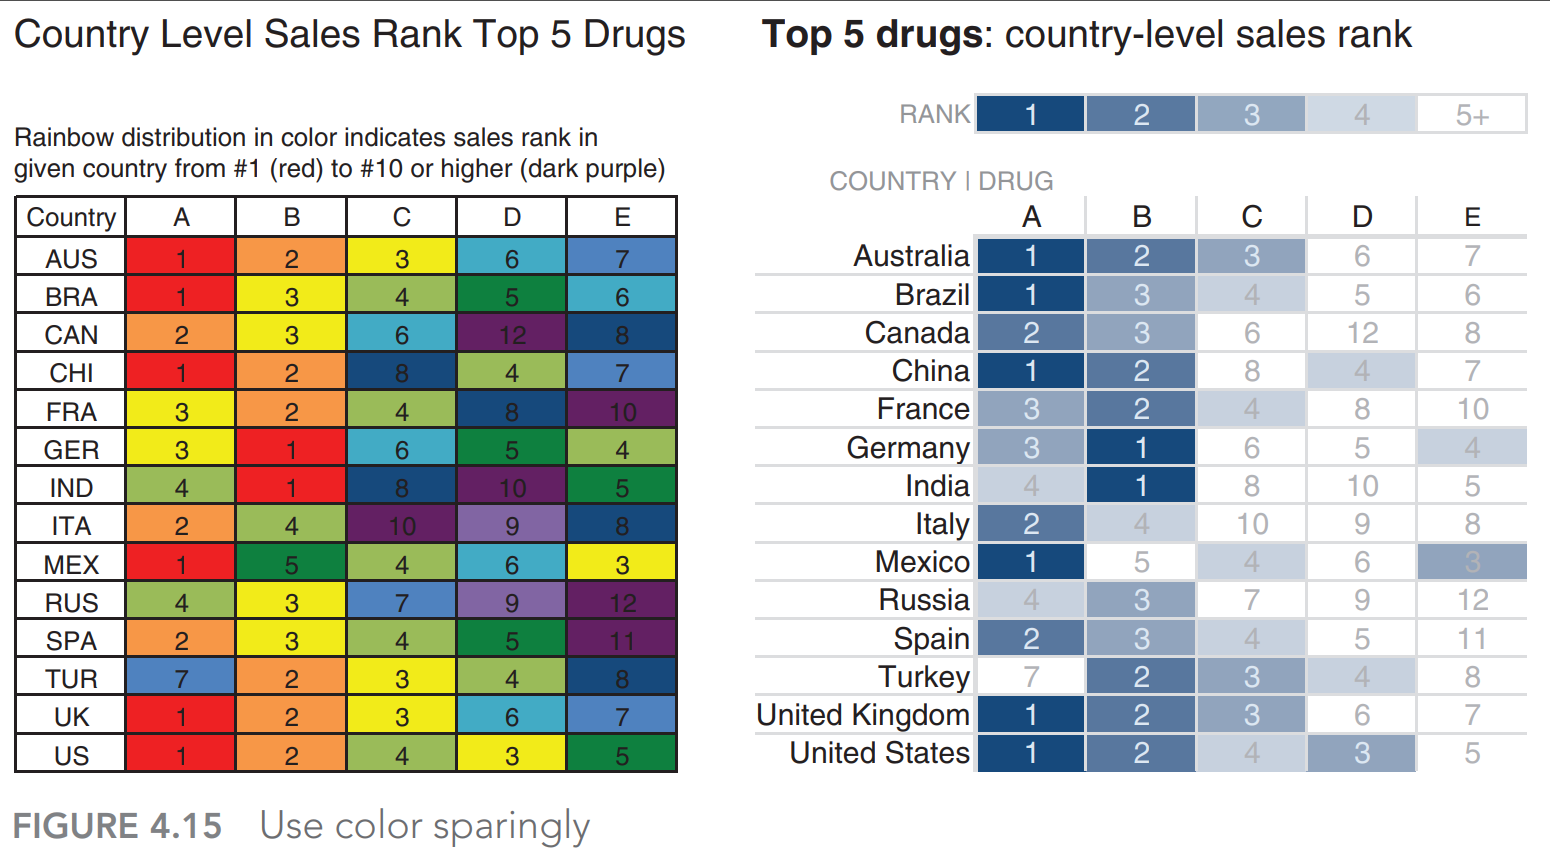 Country Level Sales Rank Top 5 Drugs
Rainbow distribution in color indicates sales rank in
given country from #1 (red) to #10 or higher (dark purple)
Country A B C D E
AUS 1 2 3 6 7
BRA 1 3 4 5 6
CAN 2 3 6 12 8
CHI 1 2 8 4 7
FRA 3 2 4 8 10
GER 3 1 6 5 4
IND 4 1 8 10 5
ITA 2 4 10 9 8
MEX 1 5 4 6 3
RUS 4 3 7 9 12
SPA 2 3 4 5 11
TUR 7 2 3 4 8
UK 1 2 3 6 7
US 1 2 4 3 5
Top 5 drugs: country-level sales rank
RANK 1 2 3 4 5+
COUNTRY | DRUG
A B C D E
Australia 1 2 3 6 7
Brazil 1 3 4 5 6
Canada 2 3 6 12 8
China 1 2 8 4 7
France 3 2 4 8 10
Germany 3 1 6 5 4
India 4 1 8 10 5
Italy 2 4 10 9 8
Mexico 1 5 4 6 3
Russia 4 3 7 9 12
Spain 2 3 4 5 11
Turkey 7 2 3 4 8
United Kingdom 1 2 3 6 7
United States 1 2 4 3 5
FIGURE 4.15 Use color sparingly